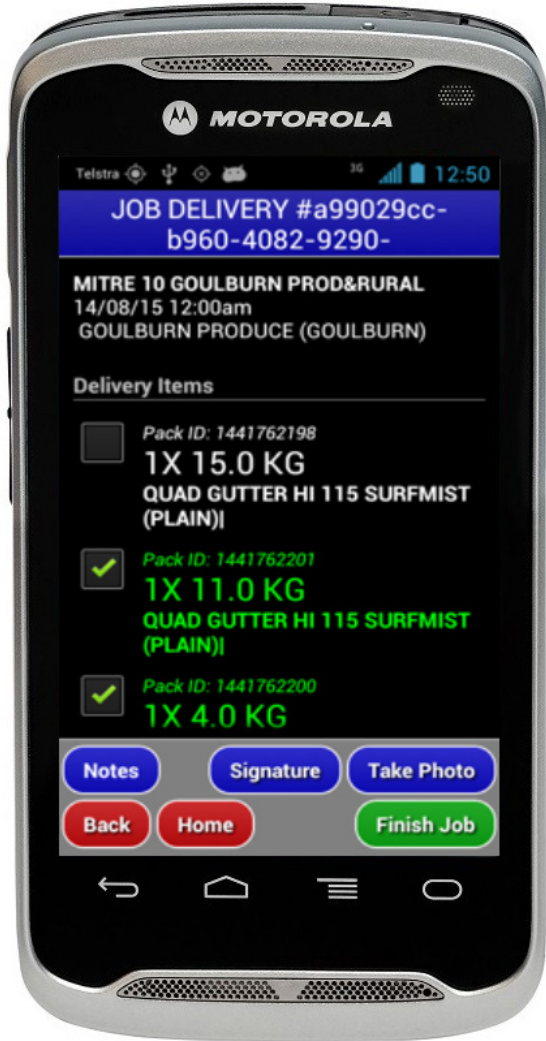 MOTOROLA
Telstra 3G 12:50
JOB DELIVERY #a99029cc-
b960-4082-9290-
MITRE 10 GOULBURN PROD&RURAL
14/08/15 12:00am
GOULBURN PRODUCE (GOULBURN)
Delivery Items
Pack ID: 1441762198
1X 15.0 KG
QUAD GUTTER HI 115 SURFMIST
(PLAIN)|
Pack ID: 1441762201
1X 11.0 KG
QUAD GUTTER HI 115 SURFMIST
(PLAIN)|
Pack ID: 1441762200
1X 4.0 KG
Notes Signature Take Photo
Back Home Finish Job